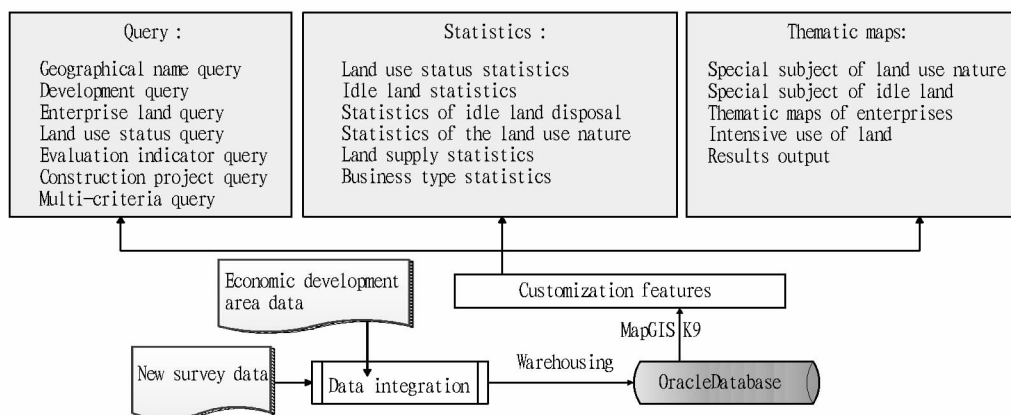 Query :
Geographical name query
Development query
Enterprise land query
Land use status query
Evaluation indicator query
Construction project query
Multi-criteria query
Statistics :
Land use status statistics
Idle land statistics
Statistics of idle land disposal
Statistics of the land use nature
Land supply statistics
Business type statistics
Thematic maps:
Special subject of land use nature
Special subject of idle land
Thematic maps of enterprises
Intensive use of land
Results output
Economic development
area data
Customization features
MapGIS K9
New survey data
Data integration
Warehousing
OracleDatabase